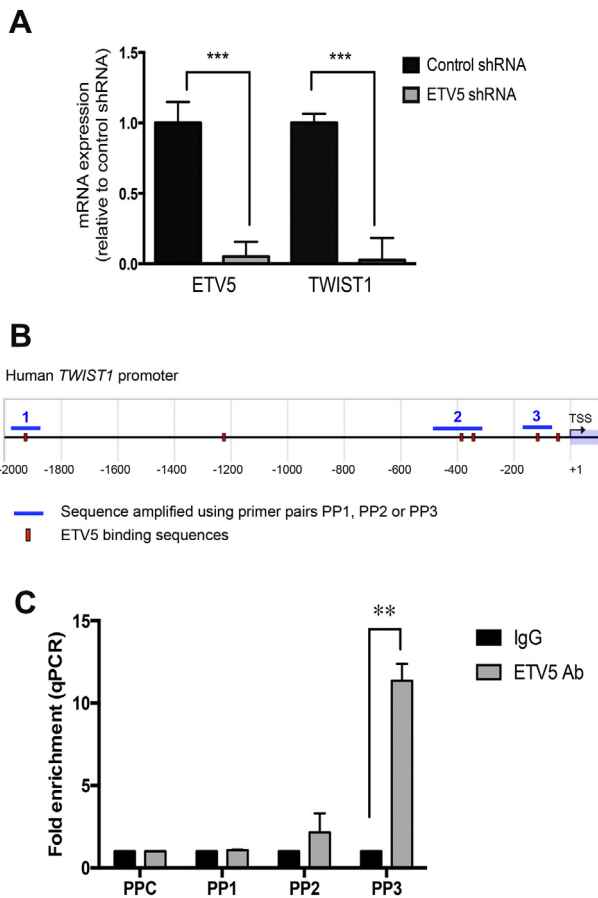 A
mRNA expression
(relative to control shRNA)
1.5
1.0
0.5
0.0
***
***
ETV5
TWIST1
Control shRNA
ETV5 shRNA
B
Human TWIST1 promoter
1
2
3
TSS
-2000
-1800
-1600
-1400
-1200
-1000
-800
-600
-400
-200
+1
Sequence amplified using primer pairs PP1, PP2 or PP3
ETV5 binding sequences
C
Fold enrichment (qPCR)
15
10
5
0
**
PPC
PP1
PP2
PP3
IgG
ETV5 Ab